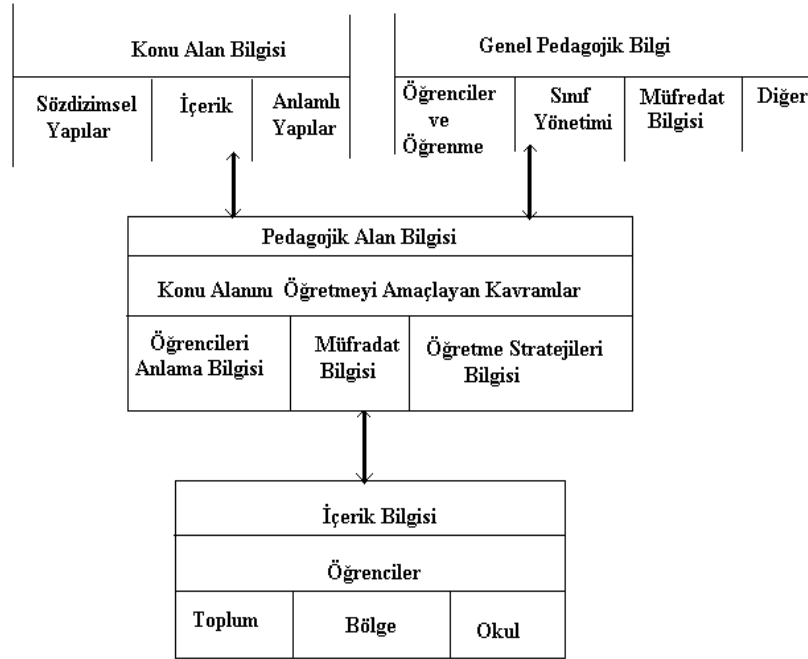 Konu Alan Bilgisi
Sözdizimsel
Yapılar
İçerik
Anlamlı
Yapılar
Genel Pedagojik Bilgi
Öğrenciler
ve
Öğrenme
Sınıf
Yönetimi
Müfredat
Bilgisi
Diğer
Pedagojik Alan Bilgisi
Konu Alanını Öğretmeyi Amaçlayan Kavramlar
Öğrencileri
Anlama Bilgisi
Müfradat
Bilgisi
Öğretme Stratejileri
Bilgisi
İçerik Bilgisi
Öğrenciler
Toplum
Bölge
Okul